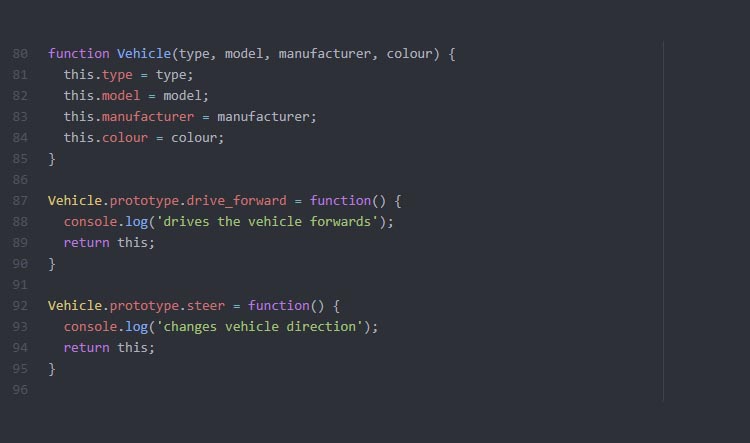 80 function Vehicle(type, model, manufacturer, colour) {
81   this.type = type;
82   this.model = model;
83   this.manufacturer = manufacturer;
84   this.colour = colour;
85 }
86
87 Vehicle.prototype.drive_forward = function() {
88   console.log('drives the vehicle forwards');
89   return this;
90 }
91
92 Vehicle.prototype.steer = function() {
93   console.log('changes vehicle direction');
94   return this;
95 }
96